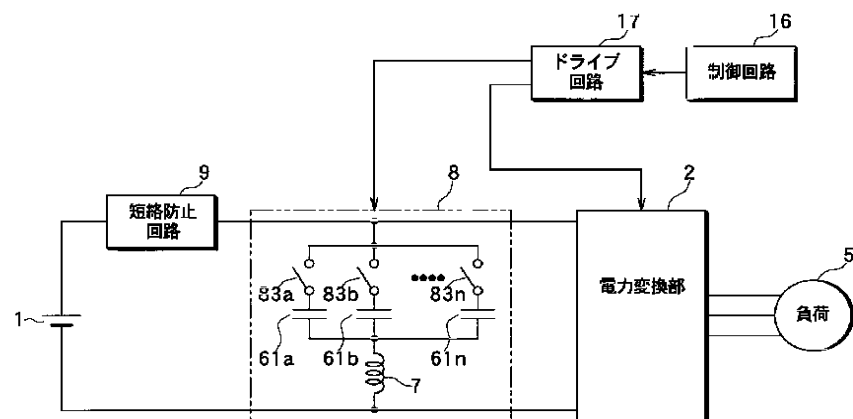 17
16
ドライブ
回路
制御回路
9
8
2
短絡防止
回路
5
83a
83b
83n
電力変換部
負荷
1
61a
61b
61n
7